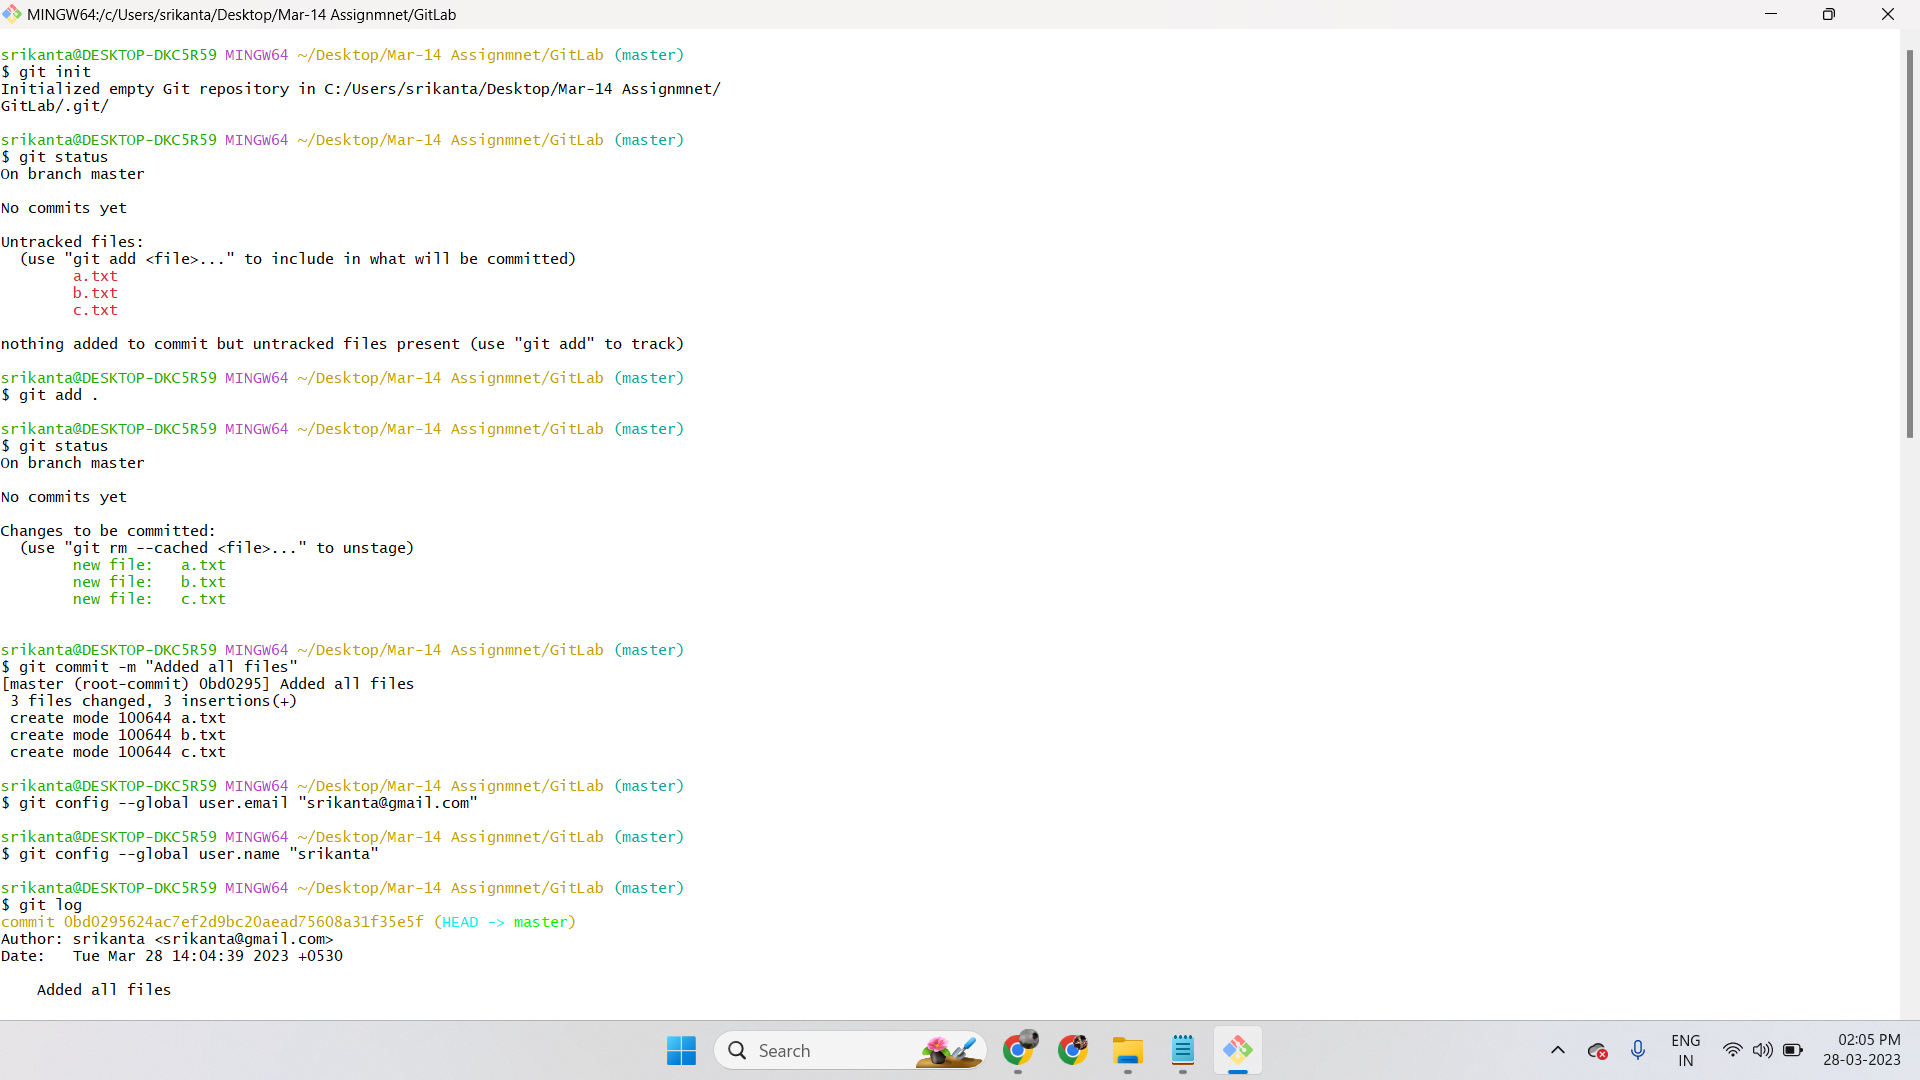 MINGW64:/c/Users/srikanta/Desktop/Mar-14 Assignmnet/GitLab
srikanta@DESKTOP-DKC5R59 MINGW64 ~/Desktop/Mar-14 Assignmnet/GitLab (master)
$ git init
Initialized empty Git repository in C:/Users/srikanta/Desktop/Mar-14 Assignmnet/
GitLab/.git/
srikanta@DESKTOP-DKC5R59 MINGW64 ~/Desktop/Mar-14 Assignmnet/GitLab (master)
$ git status
On branch master
No commits yet
Untracked files:
  (use "git add <file>..." to include in what will be committed)
        a.txt
        b.txt
        c.txt
nothing added to commit but untracked files present (use "git add" to track)
srikanta@DESKTOP-DKC5R59 MINGW64 ~/Desktop/Mar-14 Assignmnet/GitLab (master)
$ git add .
srikanta@DESKTOP-DKC5R59 MINGW64 ~/Desktop/Mar-14 Assignmnet/GitLab (master)
$ git status
On branch master
No commits yet
Changes to be committed:
  (use "git rm --cached <file>..." to unstage)
        new file:   a.txt
        new file:   b.txt
        new file:   c.txt
srikanta@DESKTOP-DKC5R59 MINGW64 ~/Desktop/Mar-14 Assignmnet/GitLab (master)
$ git commit -m "Added all files"
[master (root-commit) 0bd0295] Added all files
 3 files changed, 3 insertions(+)
 create mode 100644 a.txt
 create mode 100644 b.txt
 create mode 100644 c.txt
srikanta@DESKTOP-DKC5R59 MINGW64 ~/Desktop/Mar-14 Assignmnet/GitLab (master)
$ git config --global user.email "srikanta@gmail.com"
srikanta@DESKTOP-DKC5R59 MINGW64 ~/Desktop/Mar-14 Assignmnet/GitLab (master)
$ git config --global user.name "srikanta"
srikanta@DESKTOP-DKC5R59 MINGW64 ~/Desktop/Mar-14 Assignmnet/GitLab (master)
$ git log
commit 0bd0295624ac7ef2d9bc20aead75608a31f35e5f (HEAD -> master)
Author: srikanta <srikanta@gmail.com>
Date:   Tue Mar 28 14:04:39 2023 +0530
    Added all files
Search
ENG
IN
02:05 PM
28-03-2023